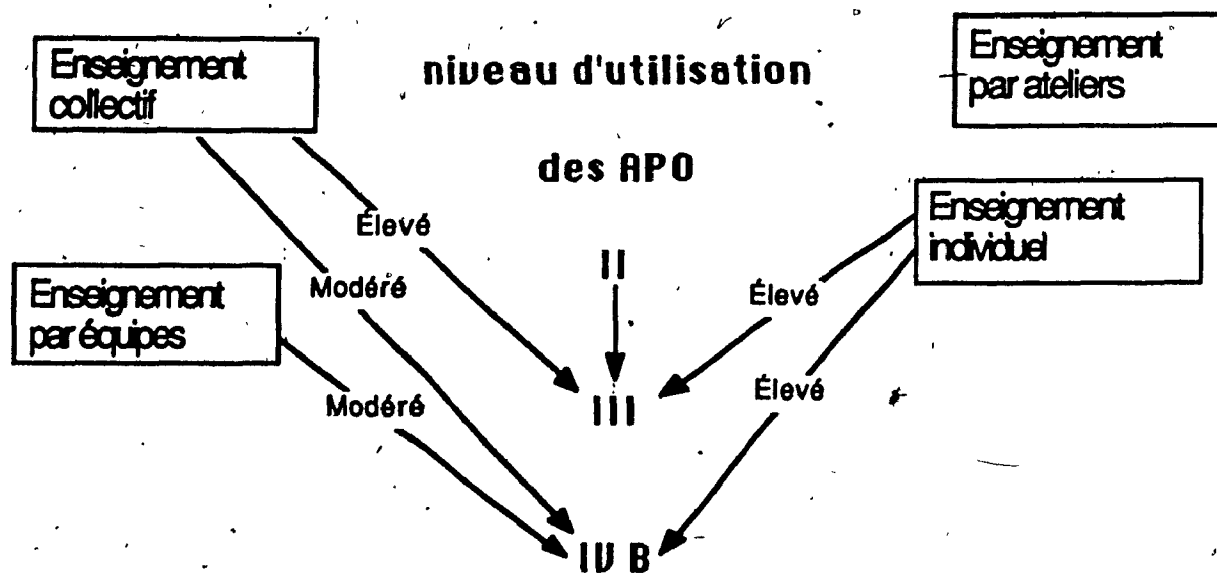 Enseignement
collectif
niveau d'utilisation
des APO
Enseignement
par ateliers
Enseignement
individuel
Enseignement
par équipes
Élevé
Modéré
Modéré
Élevé
Élevé
II
III
IV B